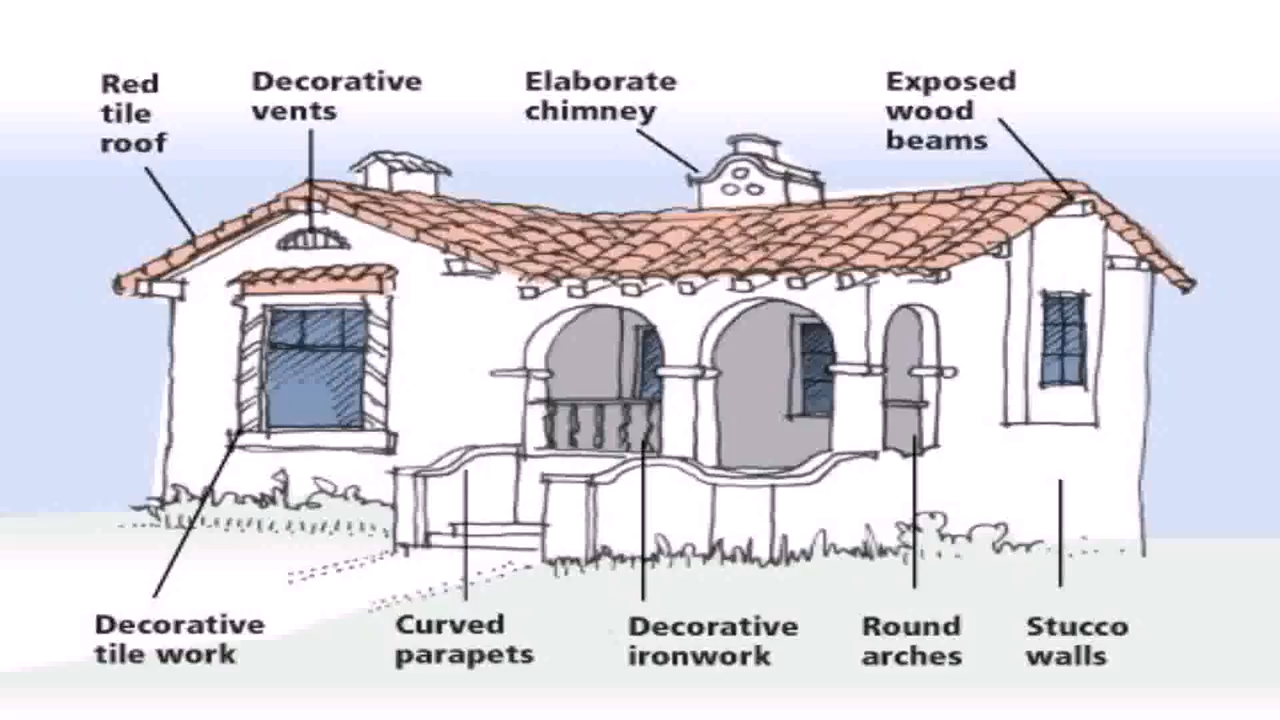 Red
tile
roof
Decorative
vents
Elaborate
chimney
Exposed
wood
beams
Decorative
tile work
Curved
parapets
Decorative
ironwork
Round
arches
Stucco
walls